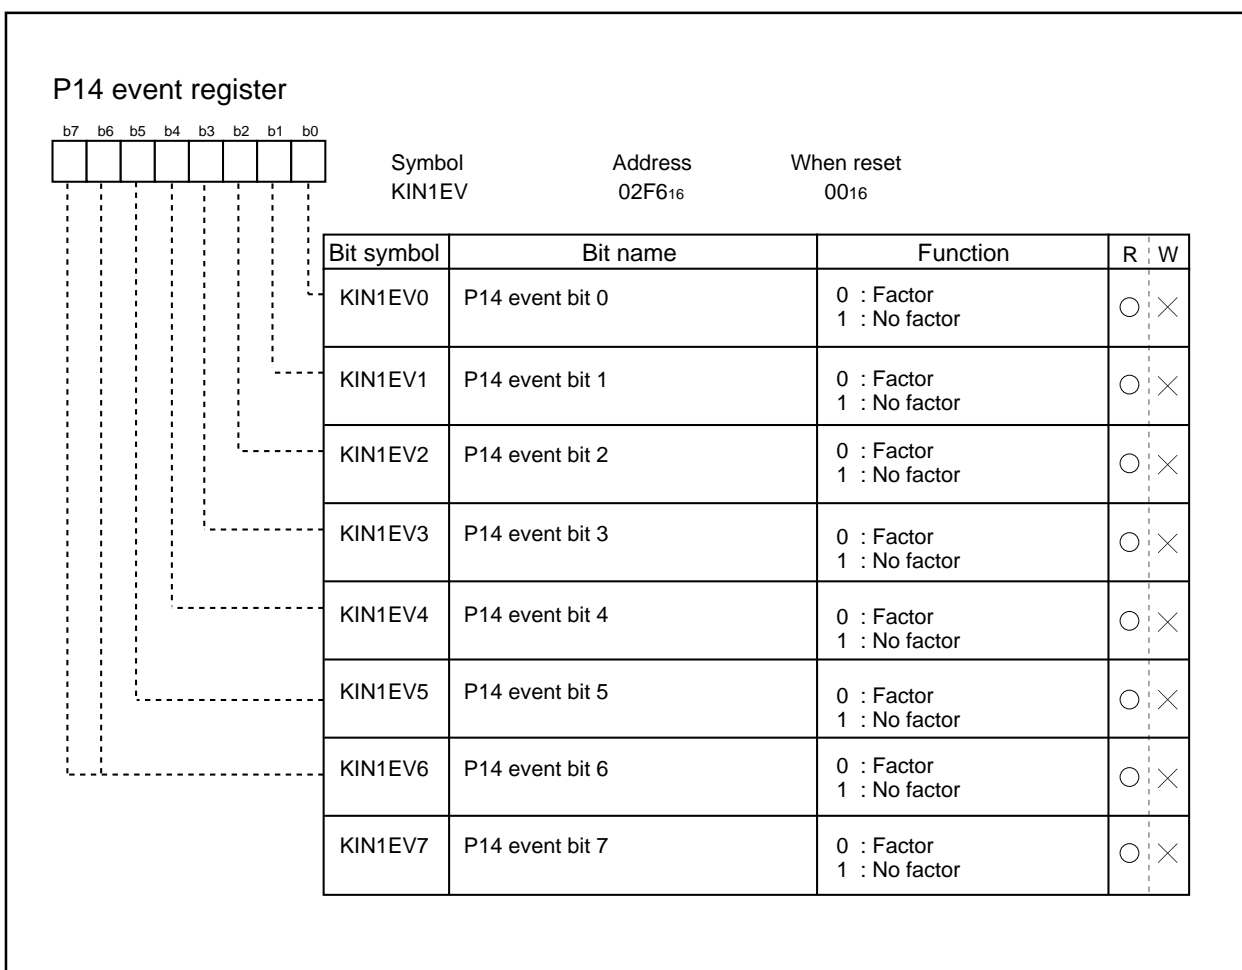 P14 event register
b7 b6 b5 b4 b3 b2 b1 b0
Symbol Address When reset
KIN1EV 02F616 0016
Bit symbol Bit name Function R W
KIN1EV0 P14 event bit 0 0 : Factor
1 : No factor
KIN1EV1 P14 event bit 1 0 : Factor
1 : No factor
KIN1EV2 P14 event bit 2 0 : Factor
1 : No factor
KIN1EV3 P14 event bit 3 0 : Factor
1 : No factor
KIN1EV4 P14 event bit 4 0 : Factor
1 : No factor
KIN1EV5 P14 event bit 5 0 : Factor
1 : No factor
KIN1EV6 P14 event bit 6 0 : Factor
1 : No factor
KIN1EV7 P14 event bit 7 0 : Factor
1 : No factor